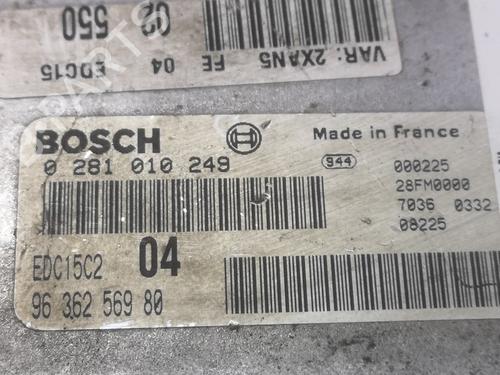 550 02
EDC15 04 FE
VAR: 2XAN5
BOSCH
Made in France
0 281 010 249
944
000225
28FM0000
7036 0332
08225
EDC15C2 04
96 362 569 80